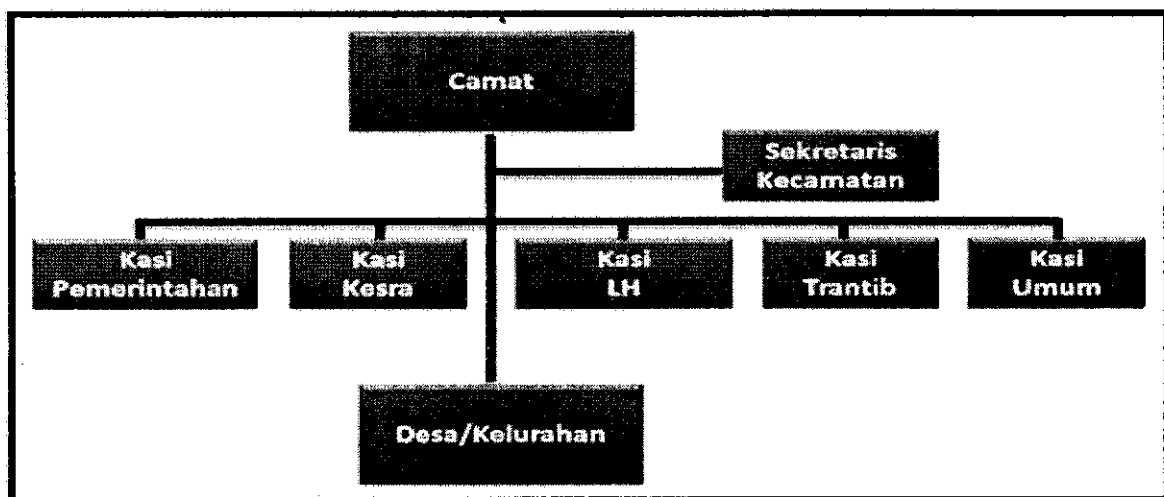 Camat
Sekretaris
Kecamatan
Kasi
Pemerintahan
Kasi
Kesra
Kasi
LH
Kasi
Trantib
Kasi
Umum
Desa/Kelurahan